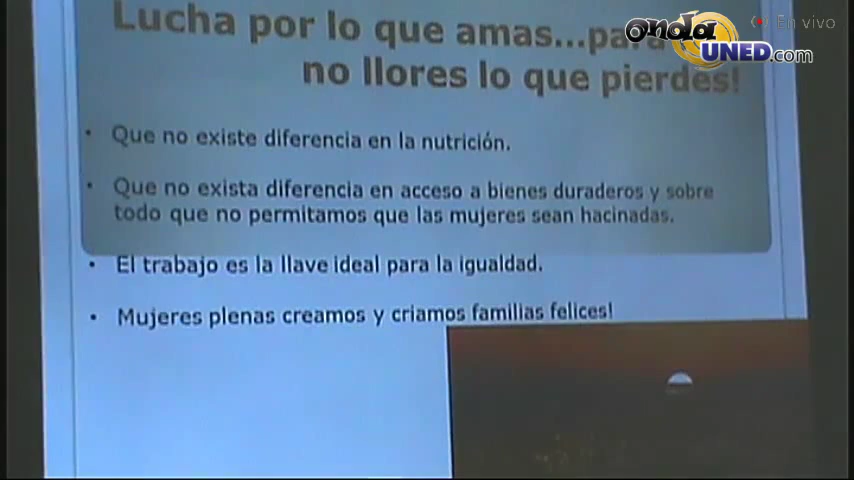 onda
UNED.com
En vivo
Lucha por lo que amas...para
no llores lo que pierdes!
• Que no existe diferencia en la nutrición.
• Que no exista diferencia en acceso a bienes duraderos y sobre
todo que no permitamos que las mujeres sean hacinadas.
• El trabajo es la llave ideal para la igualdad.
• Mujeres plenas creamos y criamos familias felices!